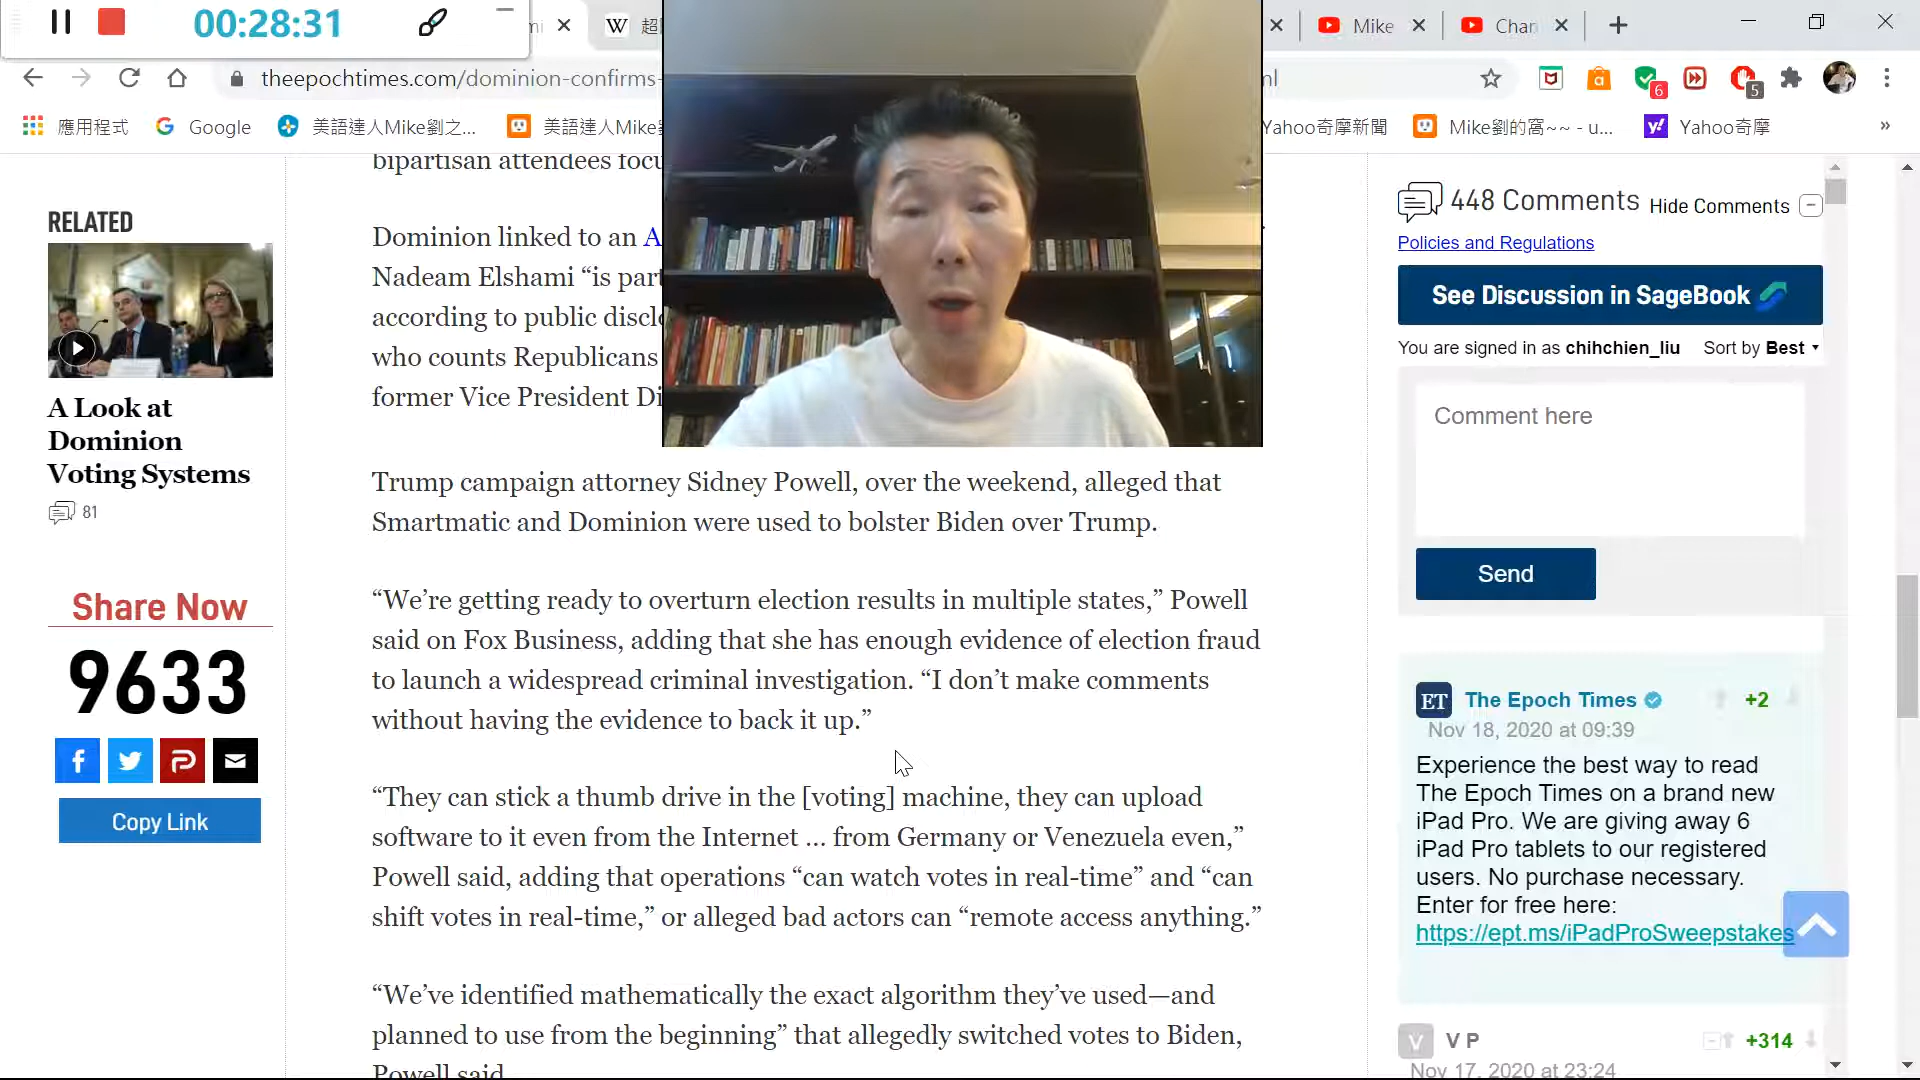 00:28:31
Mike
Chan
theepochtimes.com/dominion-confirms-
應用程式
Google
美語達人Mike劉之...
美語達人Mike
Yahoo奇摩新聞
Mike劉的窩~~ - u...
Yahoo奇摩
»
6
5
RELATED
A Look at
Dominion
Voting Systems
81
Share Now
9633
Copy Link
bipartisan attendees focu
Dominion linked to an A
Nadeam Elshami “is part
according to public disclo
who counts Republicans
former Vice President Di
Trump campaign attorney Sidney Powell, over the weekend, alleged that
Smartmatic and Dominion were used to bolster Biden over Trump.
“We’re getting ready to overturn election results in multiple states,” Powell
said on Fox Business, adding that she has enough evidence of election fraud
to launch a widespread criminal investigation. “I don’t make comments
without having the evidence to back it up.”
“They can stick a thumb drive in the [voting] machine, they can upload
software to it even from the Internet ... from Germany or Venezuela even,”
Powell said, adding that operations “can watch votes in real-time” and “can
shift votes in real-time,” or alleged bad actors can “remote access anything.”
“We’ve identified mathematically the exact algorithm they’ve used—and
planned to use from the beginning” that allegedly switched votes to Biden,
Powell said.
448 Comments Hide Comments
Policies and Regulations
See Discussion in SageBook
You are signed in as chihchien_liu Sort by Best
Comment here
Send
ET The Epoch Times +2
Nov 18, 2020 at 09:39
Experience the best way to read
The Epoch Times on a brand new
iPad Pro. We are giving away 6
iPad Pro tablets to our registered
users. No purchase necessary.
Enter for free here:
https://ept.ms/iPadProSweepstakes
V V P +314
Nov 17, 2020 at 23:24